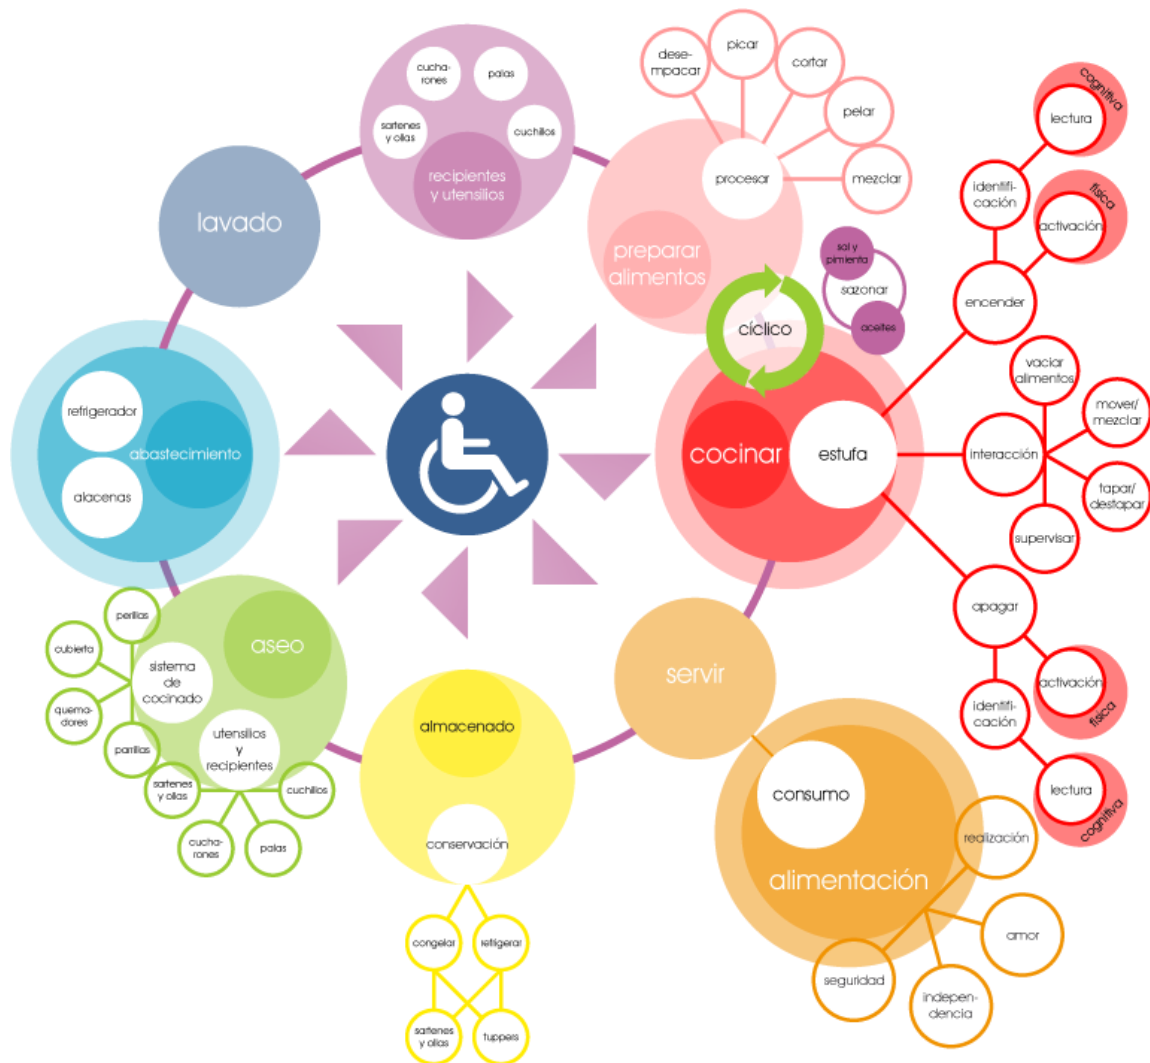 cucha-
rones
palas
sartenes
y ollas
cuchillos
recipientes
y utensilios
lavado
dese-
mpacar
picar
cortar
pelar
mezclar
procesar
preparar
alimentos
sal y
pimienta
sazonar
aceites
cíclico
cocinar
estufa
encender
identifi-
cación
lectura
cognitiva
activación
física
interacción
vaciar
alimentos
mover/
mezclar
tapar/
destapar
supervisar
apagar
activación
física
identifi-
cación
lectura
cognitiva
refrigerador
abastecimiento
alacenas
aseo
sistema
de
cocinado
perillas
cubierta
quema-
dores
parrillas
utensilios
y
recipientes
sartenes
y ollas
cuchillos
cucha-
rones
palas
almacenado
conservación
congelar
refrigerar
sartenes
y ollas
tuppers
servir
consumo
alimentación
realización
amor
indepen-
dencia
seguridad